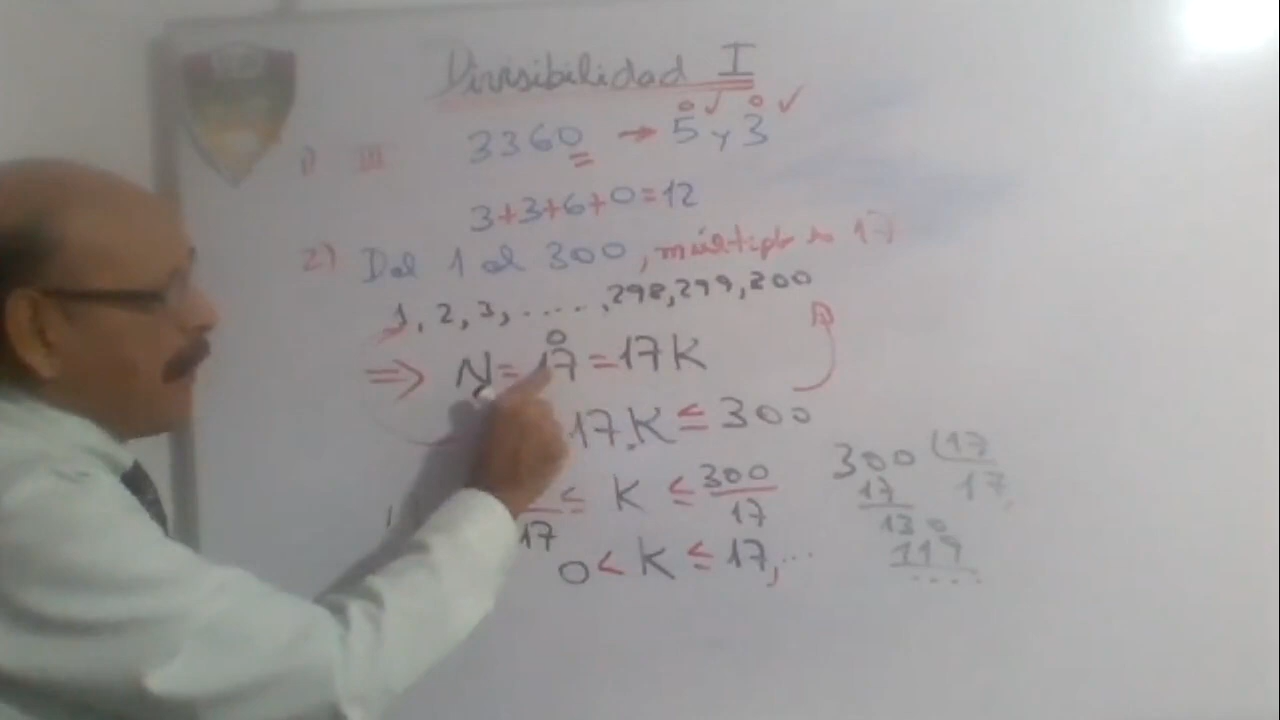 Divisibilidad I
1) III 3360 → 5̊ ✓ y 3̊ ✓
3+3+6+0=12
2) Del 1 al 300, múltiplo 17
1, 2, 3, ....., 298, 299, 300
⇒ N = 17̊ = 17K
17.K ≤ 300
≤ K ≤ 300/17
17
0 < K ≤ 17,...
300 17
17 17,
130
119
....